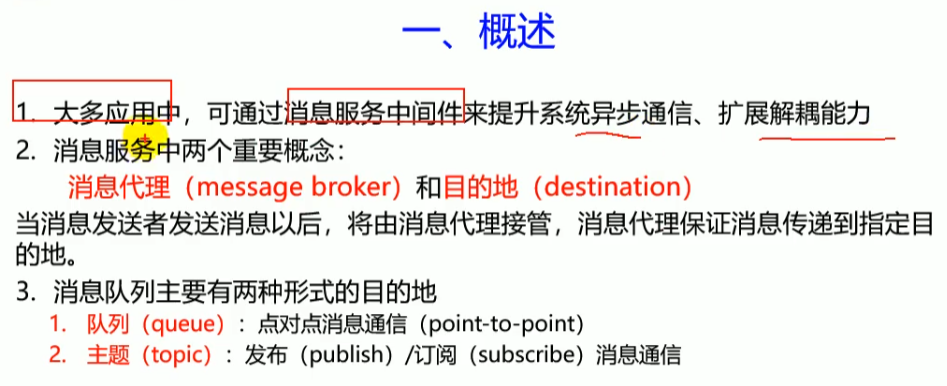 一、概述
1. 大多应用中，可通过消息服务中间件来提升系统异步通信、扩展解耦能力
2. 消息服务中两个重要概念：
消息代理（message broker）和目的地（destination）
当消息发送者发送消息以后，将由消息代理接管，消息代理保证消息传递到指定目
的地。
3. 消息队列主要有两种形式的目的地
1. 队列（queue）：点对点消息通信（point-to-point）
2. 主题（topic）：发布（publish）/订阅（subscribe）消息通信